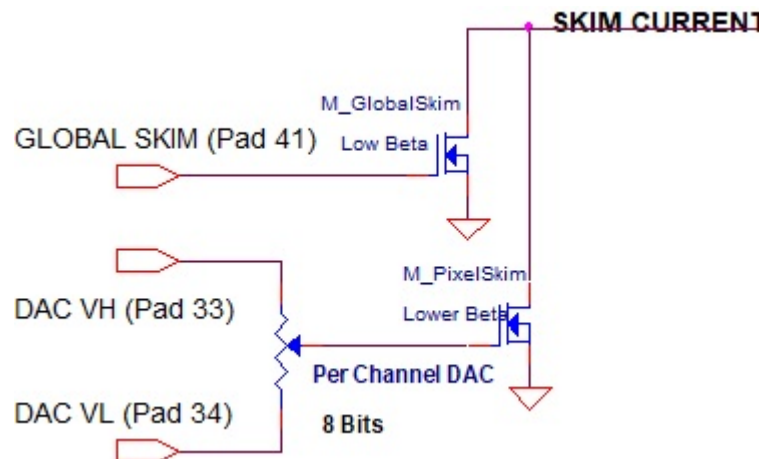 SKIM CURRENT
M_GlobalSkim
GLOBAL SKIM (Pad 41)
Low Beta
M_PixelSkim
DAC VH (Pad 33)
Lower Beta
Per Channel DAC
DAC VL (Pad 34)
8 Bits